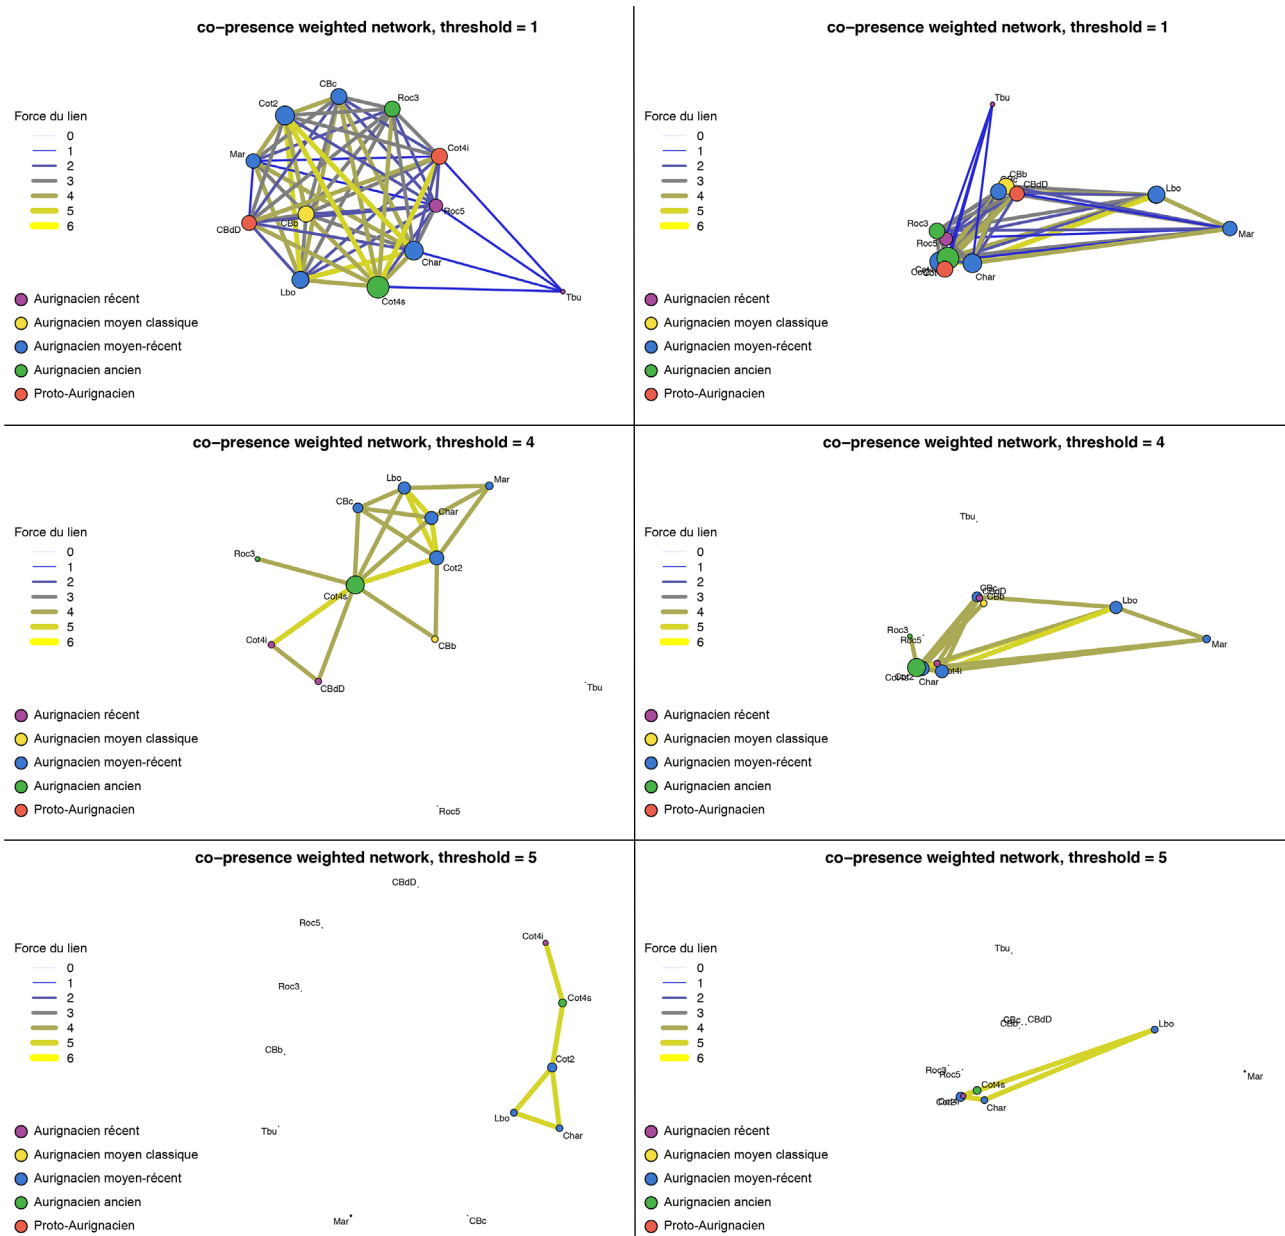 co–presence weighted network, threshold = 1
Force du lien
0
1
2
3
4
5
6
CBc
Cot2
Roc3
Mar
Cot4i
Roc5
CBb
CBdD
Char
Lbo
Cot4s
Tbu
Aurignacien récent
Aurignacien moyen classique
Aurignacien moyen-récent
Aurignacien ancien
Proto-Aurignacien
co–presence weighted network, threshold = 1
Force du lien
0
1
2
3
4
5
6
Tbu
CBb
CBdD
Lbo
Roc3
Mar
Roc5
Char
Aurignacien récent
Aurignacien moyen classique
Aurignacien moyen-récent
Aurignacien ancien
Proto-Aurignacien
co–presence weighted network, threshold = 4
Force du lien
0
1
2
3
4
5
6
Lbo
Mar
CBc
Char
Roc3
Cot2
Cot4s
Cot4i
CBb
CBdD
Tbu
Roc5
Aurignacien récent
Aurignacien moyen classique
Aurignacien moyen-récent
Aurignacien ancien
Proto-Aurignacien
co–presence weighted network, threshold = 4
Force du lien
0
1
2
3
4
5
6
Tbu
CBc
CBdD
CBb
Lbo
Roc3
Roc5
Mar
Cot4i
Char
Aurignacien récent
Aurignacien moyen classique
Aurignacien moyen-récent
Aurignacien ancien
Proto-Aurignacien
co–presence weighted network, threshold = 5
Force du lien
0
1
2
3
4
5
6
CBdD
Roc5
Cot4i
Roc3
Cot4s
CBb
Cot2
Lbo
Tbu
Char
Mar
CBc
Aurignacien récent
Aurignacien moyen classique
Aurignacien moyen-récent
Aurignacien ancien
Proto-Aurignacien
co–presence weighted network, threshold = 5
Force du lien
0
1
2
3
4
5
6
Tbu
CBc
CBdD
CBb
Lbo
Roc3
Roc5
Mar
Cot4s
Char
Aurignacien récent
Aurignacien moyen classique
Aurignacien moyen-récent
Aurignacien ancien
Proto-Aurignacien